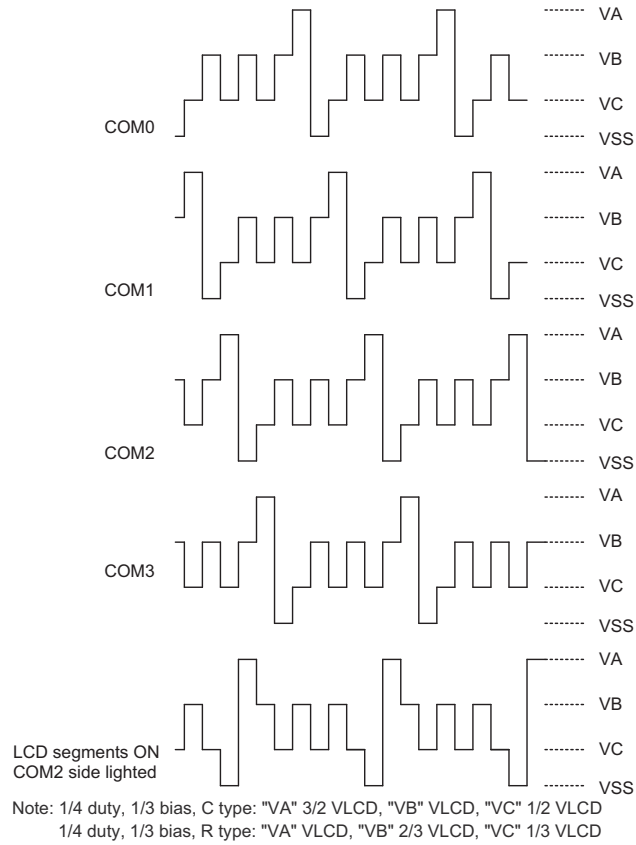 VA
VB
VC
COM0
VSS
VA
VB
VC
COM1
VSS
VA
VB
VC
COM2
VSS
VA
VB
COM3
VC
VSS
VA
VB
LCD segments ON
VC
COM2 side lighted
VSS
Note: 1/4 duty, 1/3 bias, C type: "VA" 3/2 VLCD, "VB" VLCD, "VC" 1/2 VLCD
1/4 duty, 1/3 bias, R type: "VA" VLCD, "VB" 2/3 VLCD, "VC" 1/3 VLCD